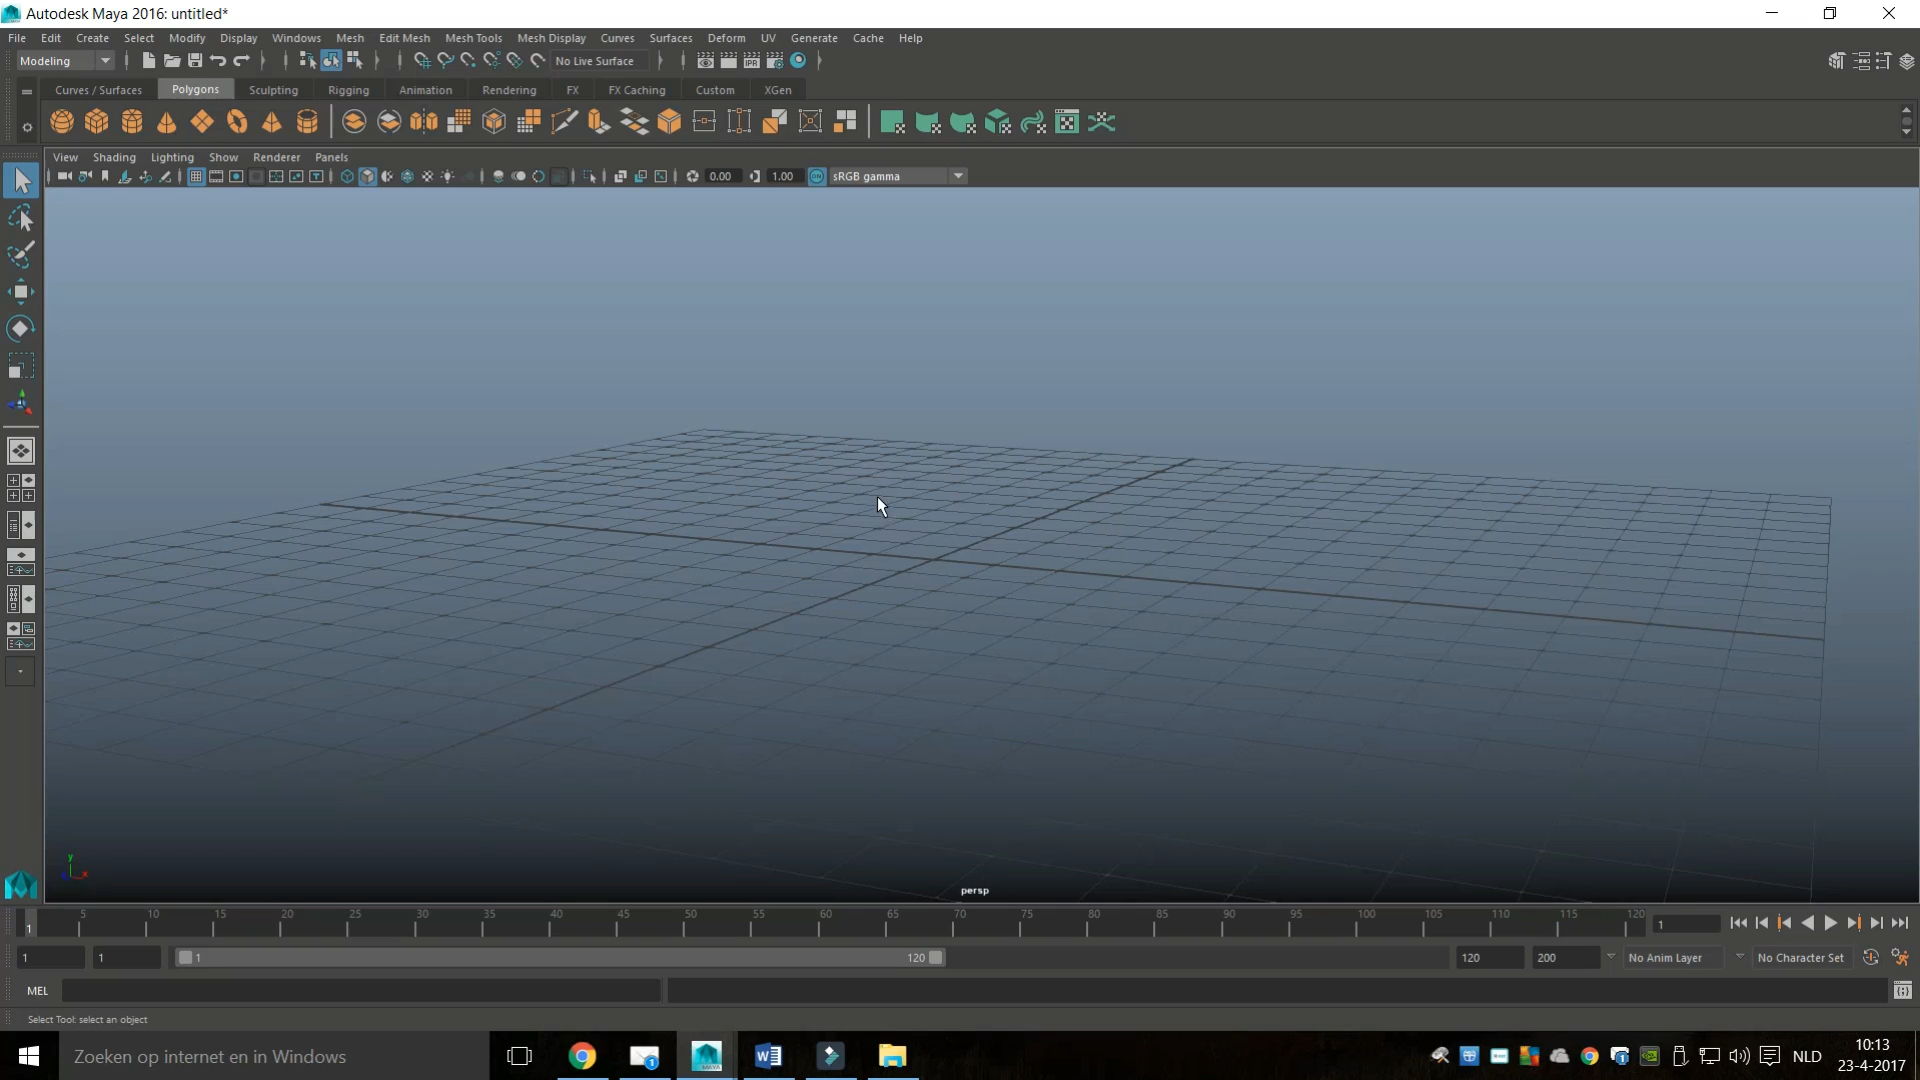 Autodesk Maya 2016: untitled*
File Edit Create Select Modify Display Windows Mesh Edit Mesh Mesh Tools Mesh Display Curves Surfaces Deform UV Generate Cache Help
Modeling No Live Surface
Curves / Surfaces Polygons Sculpting Rigging Animation Rendering FX FX Caching Custom XGen
View Shading Lighting Show Renderer Panels
0.00 1.00 ON sRGB gamma
y
x
persp
5 10 15 20 25 30 35 40 45 50 55 60 65 70 75 80 85 90 95 100 105 110 115 120
1 1
1 1 1 120 120 200 No Anim Layer No Character Set
MEL
Select Tool: select an object
Zoeken op internet en in Windows
NLD
10:13
23-4-2017